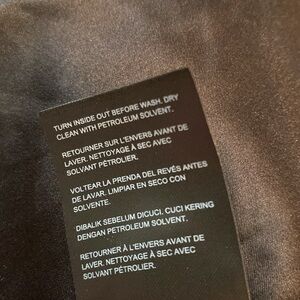 TURN INSIDE OUT BEFORE WASH, DRY
CLEAN WITH PETROLEUM SOLVENT.
RETOURNER SUR L'ENVERS AVANT DE
LAVER. NETTOYAGE À SEC AVEC
SOLVANT PÉTROLIER.
VOLTEAR LA PRENDA DEL REVÉS ANTES
DE LAVAR. LIMPIAR EN SECO CON
SOLVENTE.
DIBALIK SEBELUM DICUCI. CUCI KERING
DENGAN PETROLEUM SOLVENT.
RETOURNER À L'ENVERS AVANT DE
LAVER. NETTOYAGE À SEC AVEC
SOLVANT PÉTROLIER.